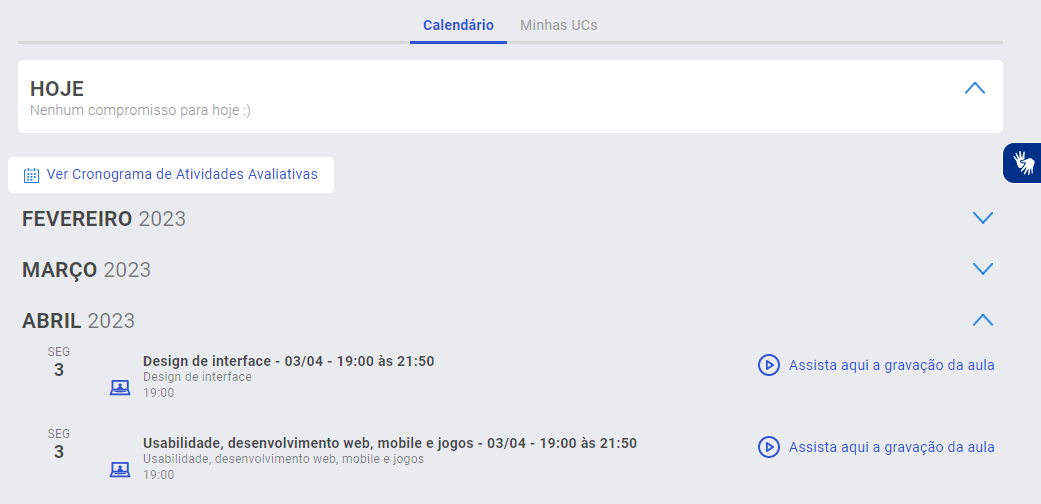 Calendário Minhas UCs
HOJE
Nenhum compromisso para hoje :)
Ver Cronograma de Atividades Avaliativas
FEVEREIRO 2023
MARÇO 2023
ABRIL 2023
SEG
3
Design de interface - 03/04 - 19:00 às 21:50
Design de interface
19:00
Assista aqui a gravação da aula
SEG
3
Usabilidade, desenvolvimento web, mobile e jogos - 03/04 - 19:00 às 21:50
Usabilidade, desenvolvimento web, mobile e jogos
19:00
Assista aqui a gravação da aula